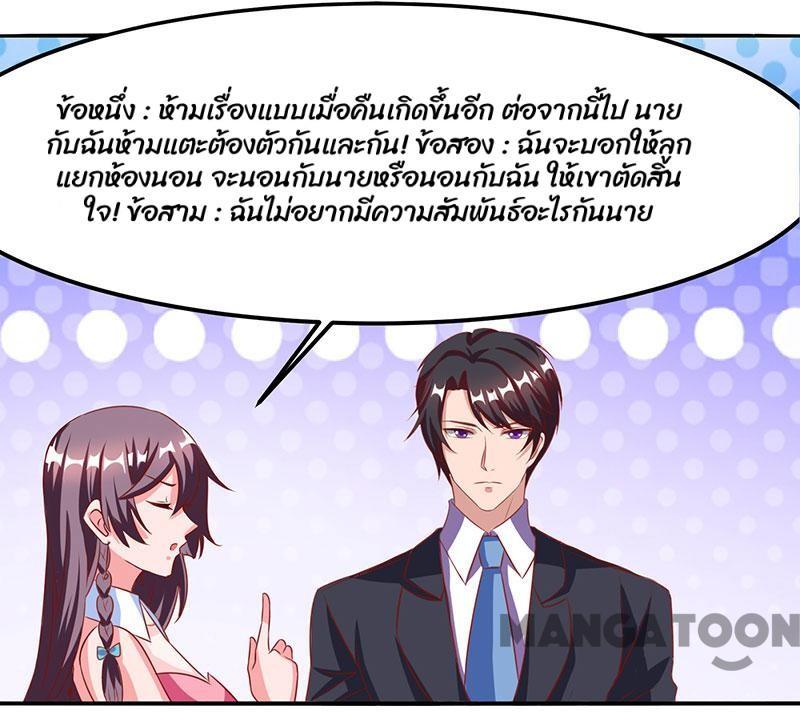 ข้อหนึ่ง : ห้ามเรื่องแบบเมื่อคืนเกิดขึ้นอีก ต่อจากนี้ไป นาย
กับฉันห้ามแตะต้องตัวกันและกัน! ข้อสอง : ฉันจะบอกให้ลูก
แยกห้องนอน จะนอนกับนายหรือนอนกับฉัน ให้เขาตัดสิน
ใจ! ข้อสาม : ฉันไม่อยากมีความสัมพันธ์อะไรกันนาย
MANGATOON